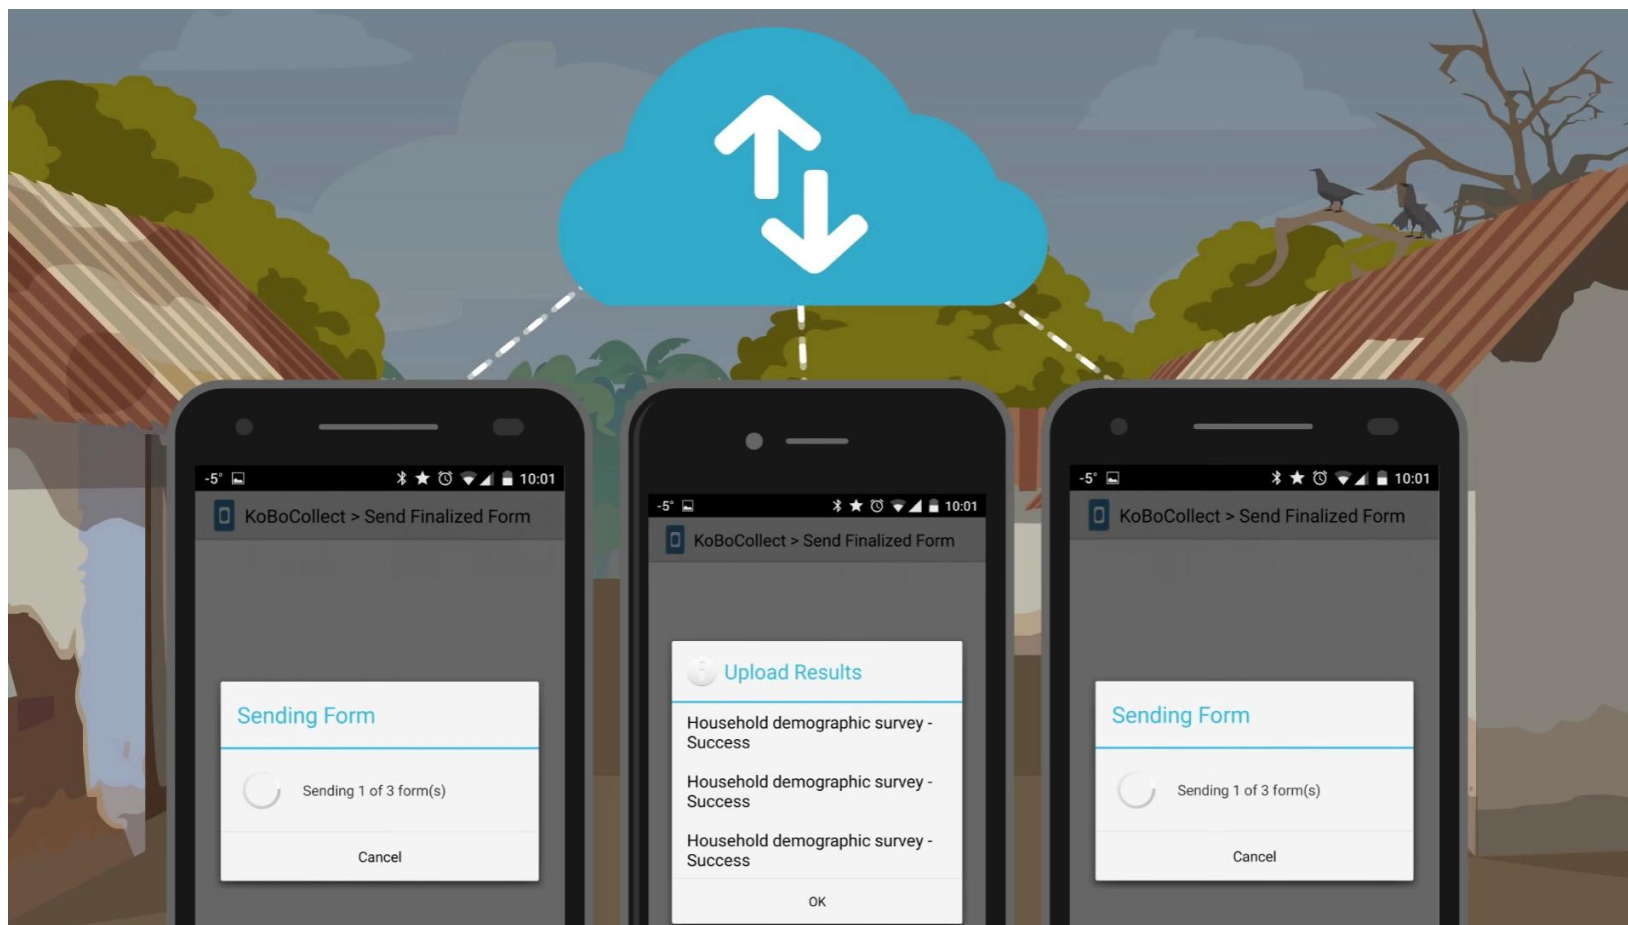 -5° 10:01
KoBoCollect > Send Finalized Form
Sending Form
Sending 1 of 3 form(s)
Cancel
-5° 10:01
KoBoCollect > Send Finalized Form
Upload Results
Household demographic survey -
Success
Household demographic survey -
Success
Household demographic survey -
Success
OK
-5° 10:01
KoBoCollect > Send Finalized Form
Sending Form
Sending 1 of 3 form(s)
Cancel